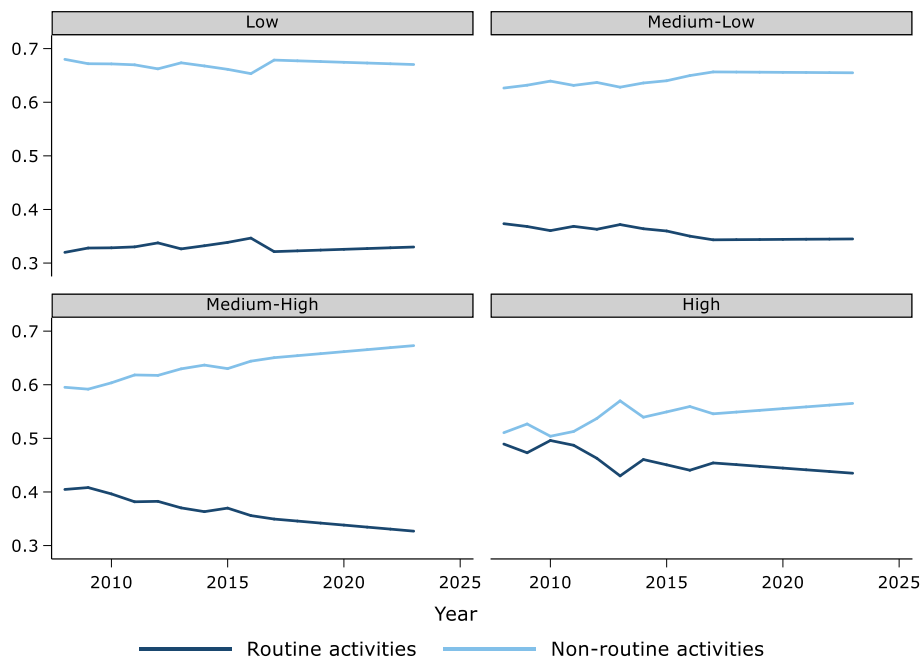 Low Medium-Low
0.7
0.6
0.5
0.4
0.3
Medium-High High
0.7
0.6
0.5
0.4
0.3
2010 2015 2020 2025 2010 2015 2020 2025
Year
Routine activities Non-routine activities